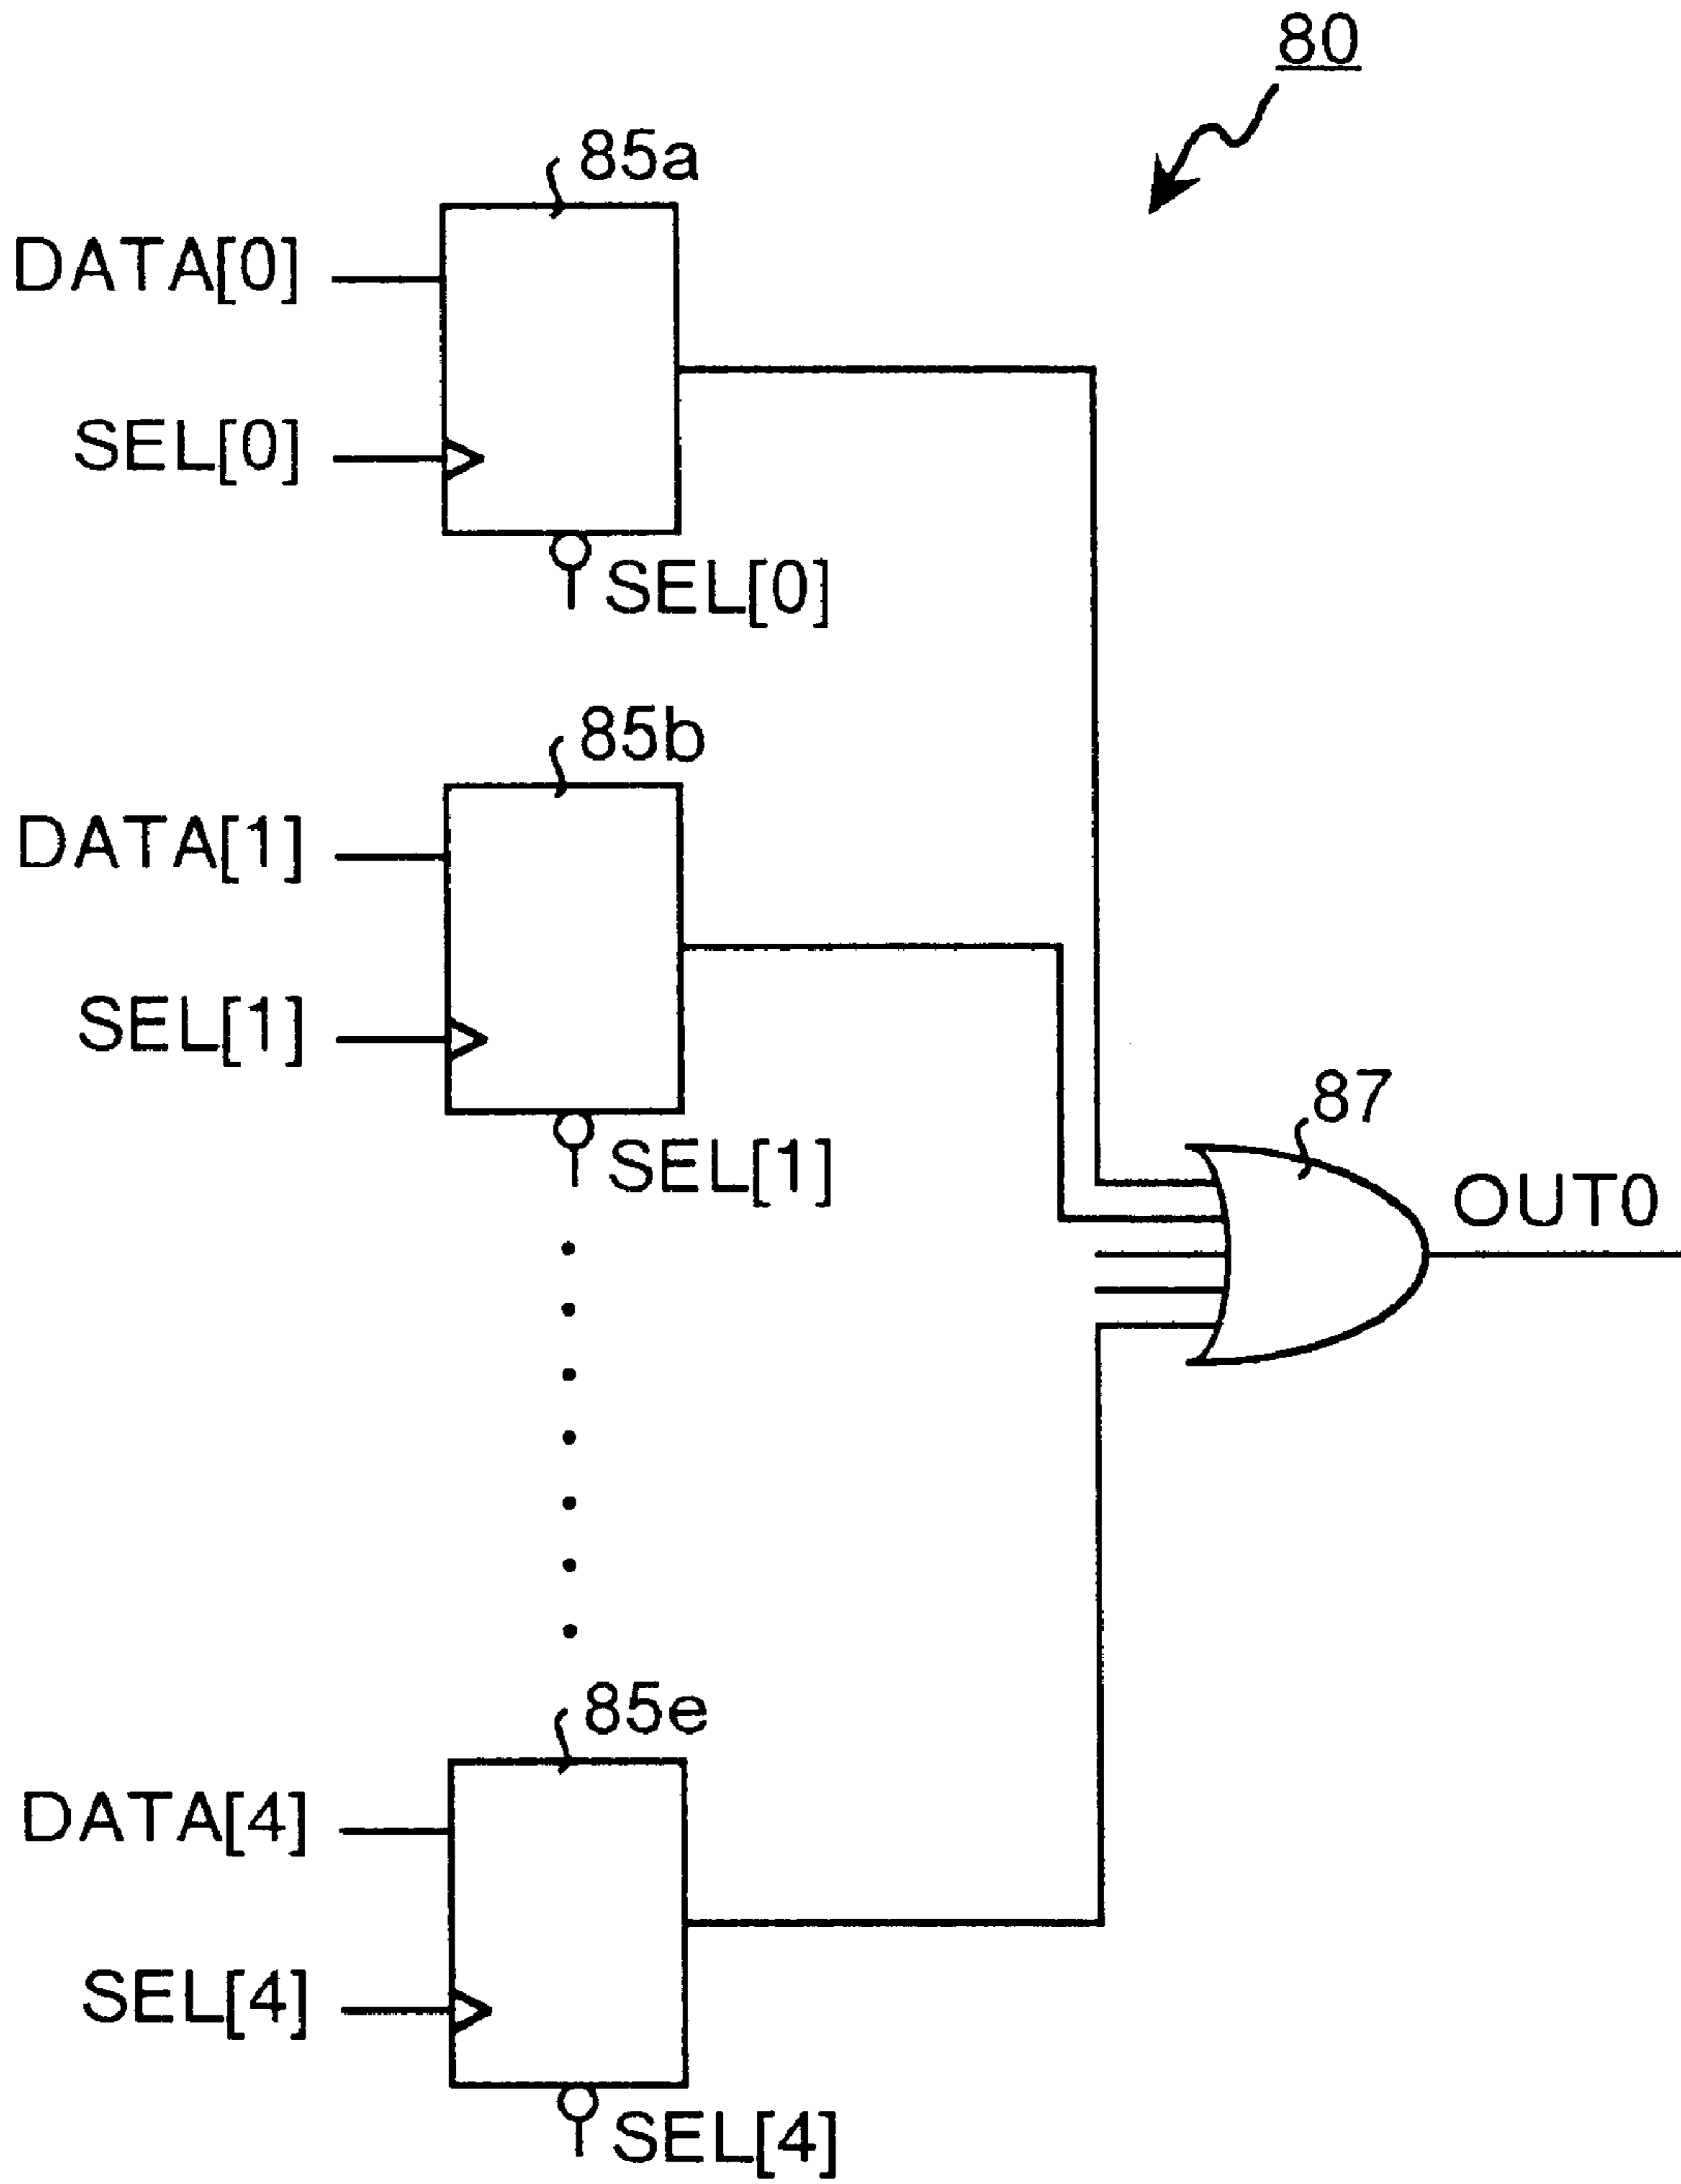 80
85a
DATA[0]
SEL[0]
SEL[0]
85b
DATA[1]
SEL[1]
SEL[1]
87
OUT0
85e
DATA[4]
SEL[4]
SEL[4]